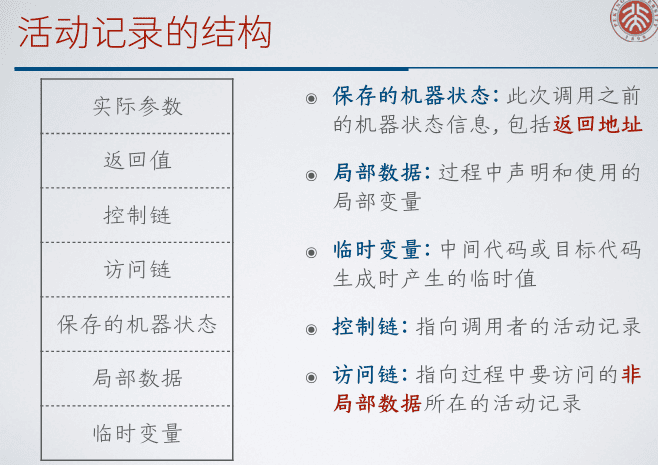 活动记录的结构
实际参数
返回值
控制链
访问链
保存的机器状态
局部数据
临时变量
保存的机器状态：此次调用之前
的机器状态信息，包括返回地址
局部数据：过程中声明和使用的
局部变量
临时变量：中间代码或目标代码
生成时产生的临时值
控制链：指向调用者的活动记录
访问链：指向过程中要访问的非
局部数据所在的活动记录